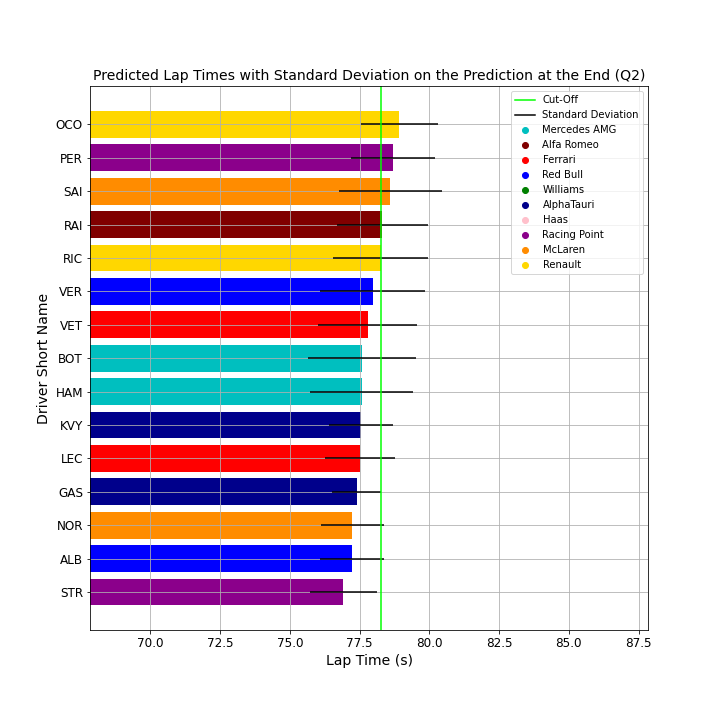 Predicted Lap Times with Standard Deviation on the Prediction at the End (Q2)
Cut-Off
Standard Deviation
Mercedes AMG
Alfa Romeo
Ferrari
Red Bull
Williams
AlphaTauri
Haas
Racing Point
McLaren
Renault
Driver Short Name
OCO
PER
SAI
RAI
RIC
VER
VET
BOT
HAM
KVY
LEC
GAS
NOR
ALB
STR
70.0 72.5 75.0 77.5 80.0 82.5 85.0 87.5
Lap Time (s)